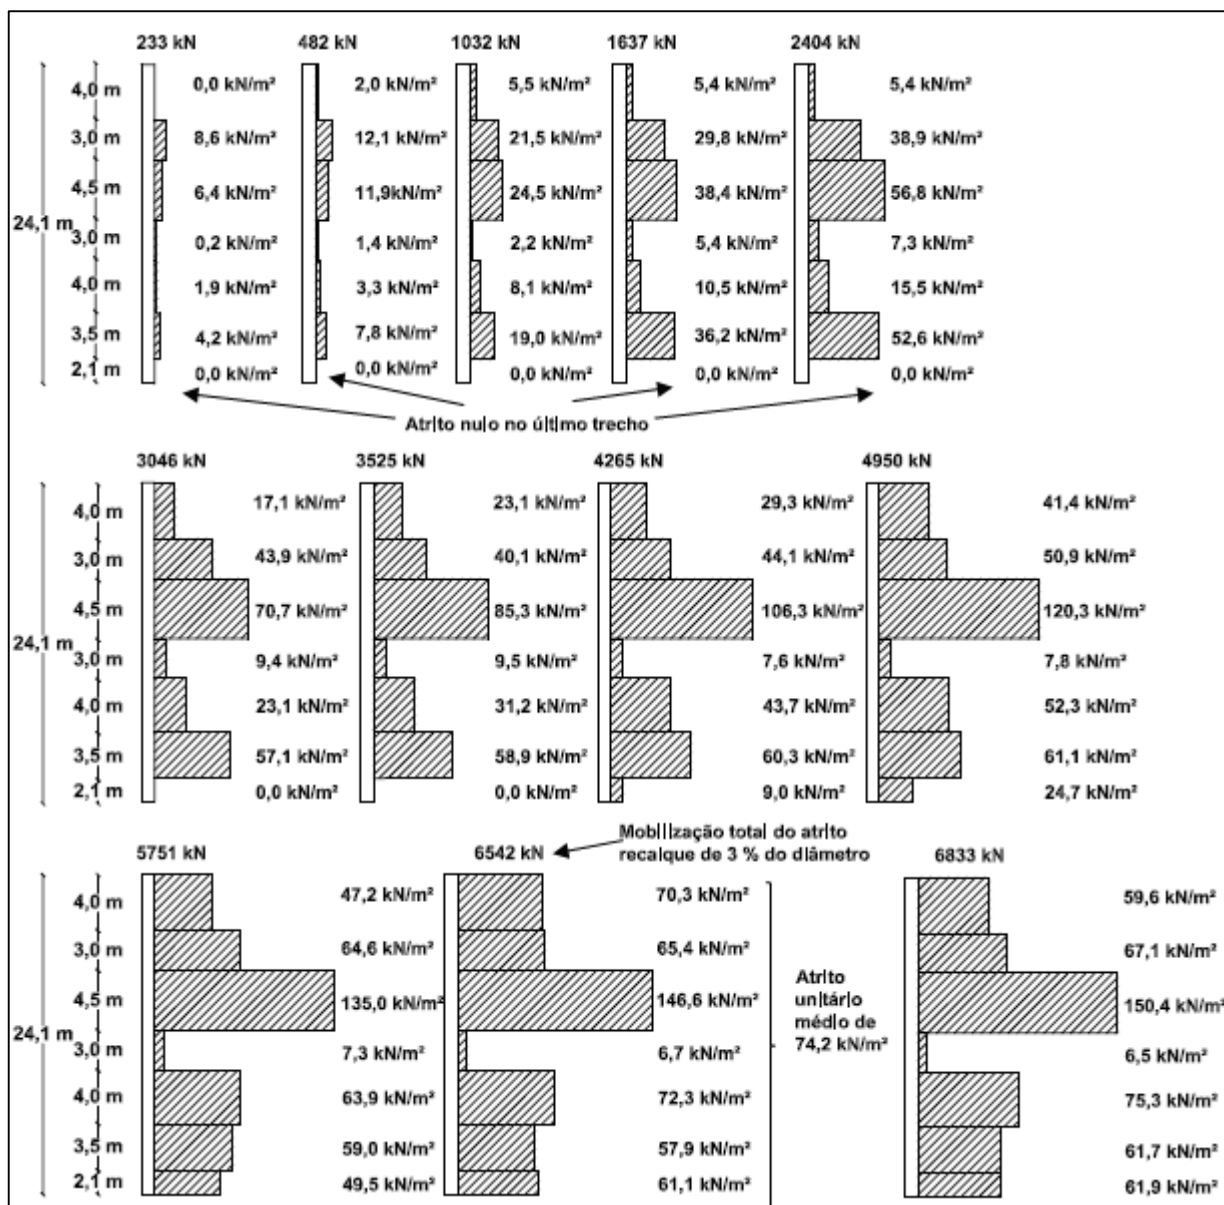 233 kN 482 kN 1032 kN 1637 kN 2404 kN
4,0 m 0,0 kN/m² 2,0 kN/m² 5,5 kN/m² 5,4 kN/m² 5,4 kN/m²
3,0 m 8,6 kN/m² 12,1 kN/m² 21,5 kN/m² 29,8 kN/m² 38,9 kN/m²
4,5 m 6,4 kN/m² 11,9kN/m² 24,5 kN/m² 38,4 kN/m² 56,8 kN/m²
24,1 m
3,0 m 0,2 kN/m² 1,4 kN/m² 2,2 kN/m² 5,4 kN/m² 7,3 kN/m²
4,0 m 1,9 kN/m² 3,3 kN/m² 8,1 kN/m² 10,5 kN/m² 15,5 kN/m²
3,5 m 4,2 kN/m² 7,8 kN/m² 19,0 kN/m² 36,2 kN/m² 52,6 kN/m²
2,1 m 0,0 kN/m² 0,0 kN/m² 0,0 kN/m² 0,0 kN/m² 0,0 kN/m²
Atrito nulo no último trecho
3046 kN 3525 kN 4265 kN 4950 kN
4,0 m 17,1 kN/m² 23,1 kN/m² 29,3 kN/m² 41,4 kN/m²
3,0 m 43,9 kN/m² 40,1 kN/m² 44,1 kN/m² 50,9 kN/m²
4,5 m 70,7 kN/m² 85,3 kN/m² 106,3 kN/m² 120,3 kN/m²
24,1 m
3,0 m 9,4 kN/m² 9,5 kN/m² 7,6 kN/m² 7,8 kN/m²
4,0 m 23,1 kN/m² 31,2 kN/m² 43,7 kN/m² 52,3 kN/m²
3,5 m 57,1 kN/m² 58,9 kN/m² 60,3 kN/m² 61,1 kN/m²
2,1 m 0,0 kN/m² 0,0 kN/m² 9,0 kN/m² 24,7 kN/m²
Mobilização total do atrito
recalque de 3 % do diâmetro
5751 kN 6542 kN 6833 kN
4,0 m 47,2 kN/m² 70,3 kN/m² 59,6 kN/m²
3,0 m 64,6 kN/m² 65,4 kN/m² 67,1 kN/m²
4,5 m 135,0 kN/m² 146,6 kN/m² 150,4 kN/m²
24,1 m
3,0 m 7,3 kN/m² 6,7 kN/m² 6,5 kN/m²
4,0 m 63,9 kN/m² 72,3 kN/m² 75,3 kN/m²
3,5 m 59,0 kN/m² 57,9 kN/m² 61,7 kN/m²
2,1 m 49,5 kN/m² 61,1 kN/m² 61,9 kN/m²
Atrito
unitário
médio de
74,2 kN/m²